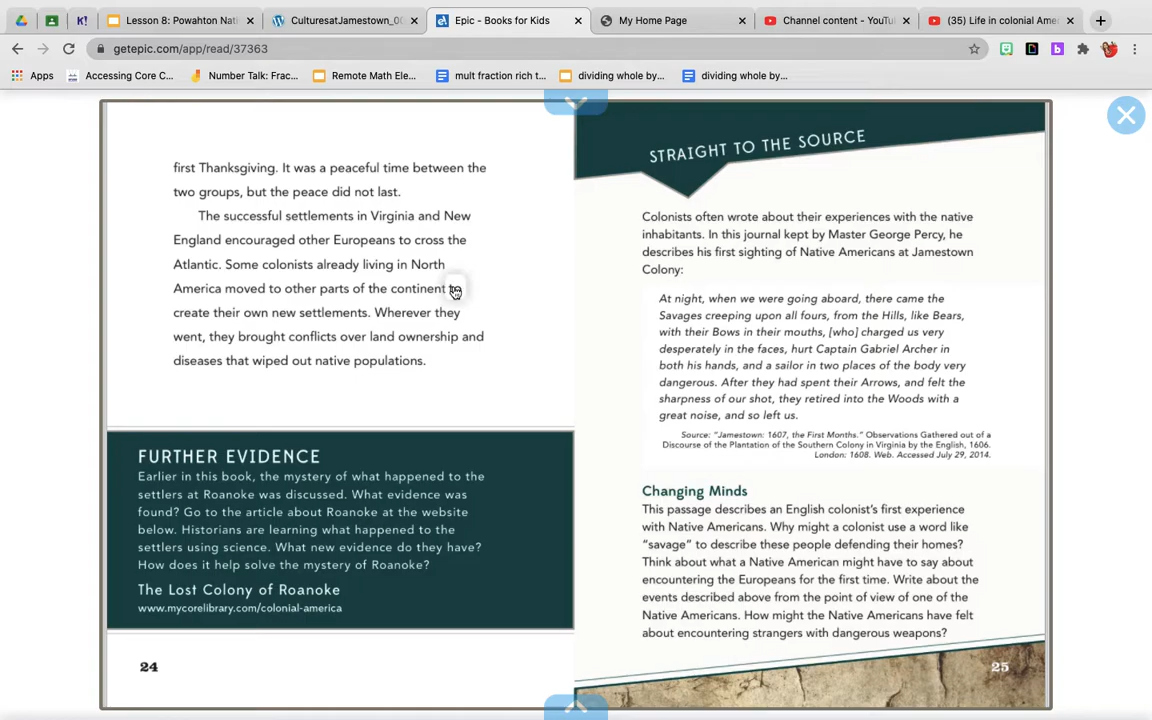 Lesson 8: Powahton Nati
CulturesatJamestown_00
Epic - Books for Kids
My Home Page
Channel content - YouTu
(35) Life in colonial Ame
getepic.com/app/read/37363
Apps
Accessing Core C...
Number Talk: Frac...
Remote Math Ele...
mult fraction rich t...
dividing whole by...
dividing whole by...
first Thanksgiving. It was a peaceful time between the
two groups, but the peace did not last.
The successful settlements in Virginia and New
England encouraged other Europeans to cross the
Atlantic. Some colonists already living in North
America moved to other parts of the continent to
create their own new settlements. Wherever they
went, they brought conflicts over land ownership and
diseases that wiped out native populations.
FURTHER EVIDENCE
Earlier in this book, the mystery of what happened to the
settlers at Roanoke was discussed. What evidence was
found? Go to the article about Roanoke at the website
below. Historians are learning what happened to the
settlers using science. What new evidence do they have?
How does it help solve the mystery of Roanoke?
The Lost Colony of Roanoke
www.mycorelibrary.com/colonial-america
24
STRAIGHT TO THE SOURCE
Colonists often wrote about their experiences with the native
inhabitants. In this journal kept by Master George Percy, he
describes his first sighting of Native Americans at Jamestown
Colony:
At night, when we were going aboard, there came the
Savages creeping upon all fours, from the Hills, like Bears,
with their Bows in their mouths, [who] charged us very
desperately in the faces, hurt Captain Gabriel Archer in
both his hands, and a sailor in two places of the body very
dangerous. After they had spent their Arrows, and felt the
sharpness of our shot, they retired into the Woods with a
great noise, and so left us.
Source: "Jamestown: 1607, the First Months." Observations Gathered out of a
Discourse of the Plantation of the Southern Colony in Virginia by the English, 1606.
London: 1608. Web. Accessed July 29, 2014.
Changing Minds
This passage describes an English colonist's first experience
with Native Americans. Why might a colonist use a word like
"savage" to describe these people defending their homes?
Think about what a Native American might have to say about
encountering the Europeans for the first time. Write about the
events described above from the point of view of one of the
Native Americans. How might the Native Americans have felt
about encountering strangers with dangerous weapons?
25